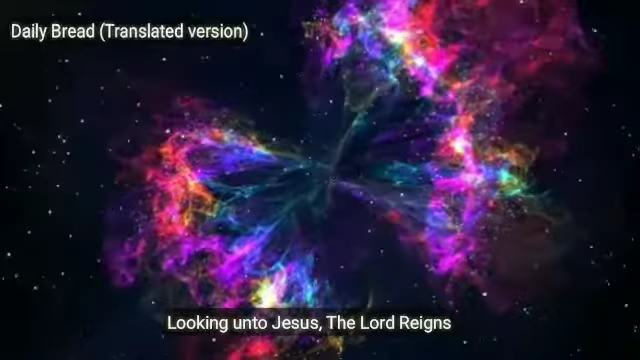 Daily Bread (Translated version)
Looking unto Jesus, The Lord Reigns